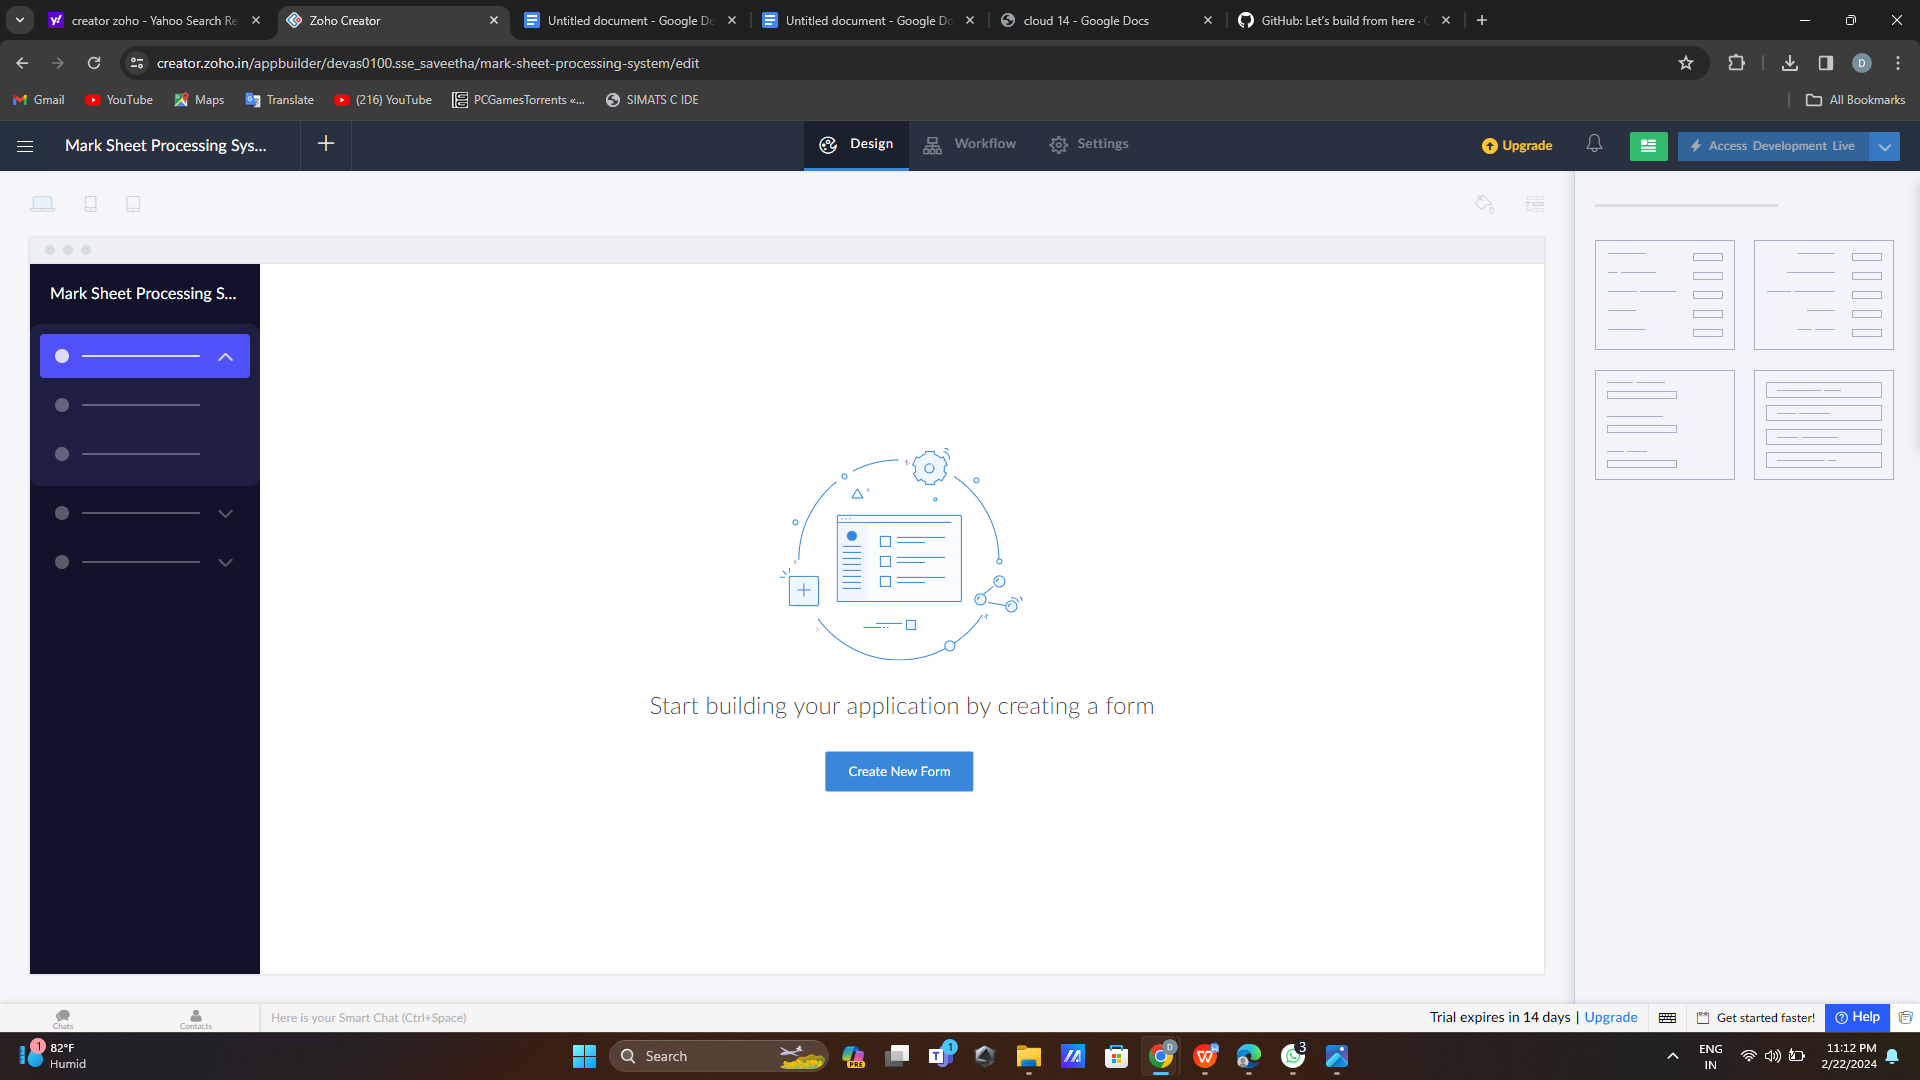 creator zoho - Yahoo Search Re
Zoho Creator
Untitled document - Google Do
Untitled document - Google Do
cloud 14 - Google Docs
GitHub: Let's build from here ·
creator.zoho.in/appbuilder/devas0100.sse_saveetha/mark-sheet-processing-system/edit
D
Gmail
YouTube
Maps
Translate
(216) YouTube
PCGamesTorrents «...
SIMATS C IDE
All Bookmarks
Mark Sheet Processing Sys...
Design
Workflow
Settings
Upgrade
Access Development Live
Mark Sheet Processing S...
Start building your application by creating a form
Create New Form
Chats
Contacts
Here is your Smart Chat (Ctrl+Space)
Trial expires in 14 days | Upgrade
Get started faster!
Help
1
82°F
Humid
Search
PRE
1
D
3
ENG
IN
11:12 PM
2/22/2024